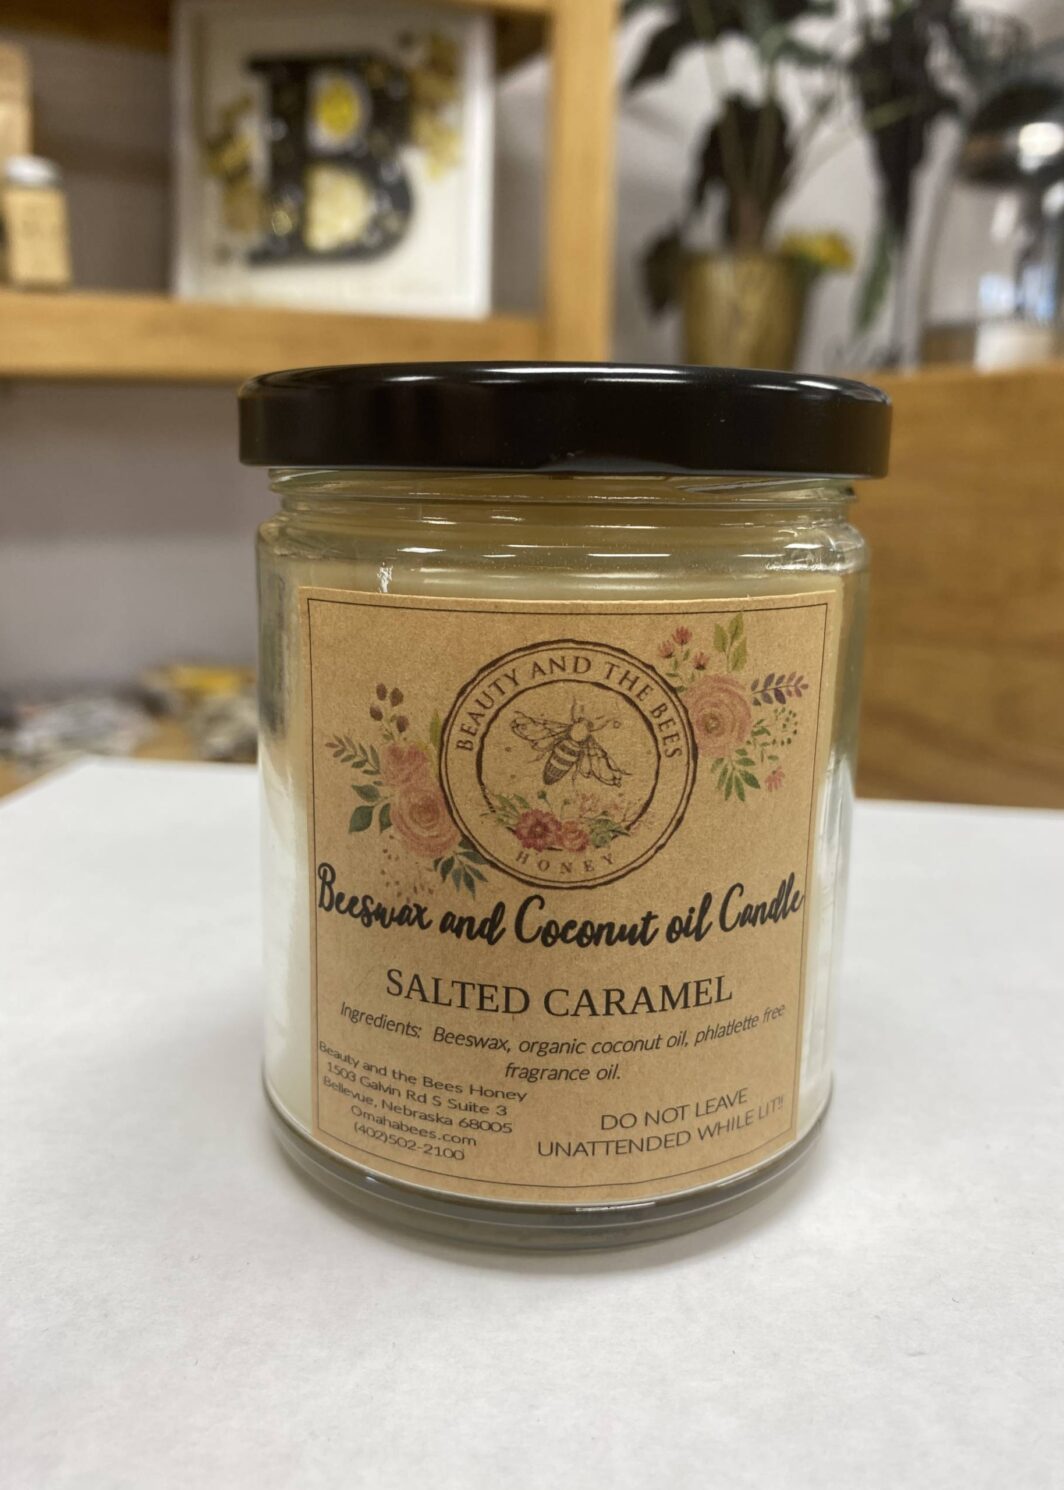 B
BEAUTY AND THE BEES
HONEY
Beeswax and Coconut oil Candle
SALTED CARAMEL
Ingredients: Beeswax, organic coconut oil, phlatlette free
fragrance oil.
Beauty and the Bees Honey
1503 Galvin Rd S Suite 3
Bellevue, Nebraska 68005
Omahabees.com
(402)502-2100
DO NOT LEAVE
UNATTENDED WHILE LIT!!